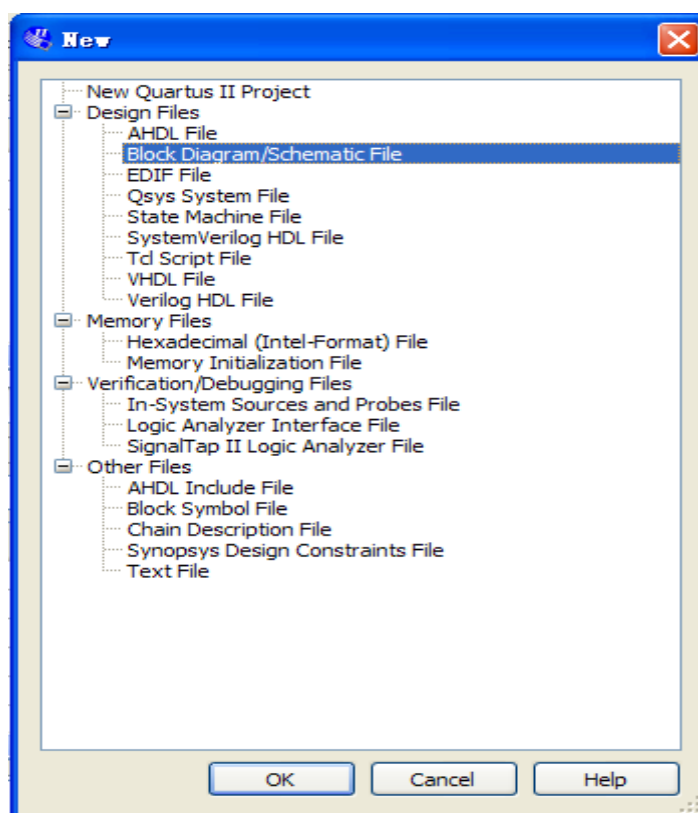 New
New Quartus II Project
Design Files
AHDL File
Block Diagram/Schematic File
EDIF File
Qsys System File
State Machine File
SystemVerilog HDL File
Tcl Script File
VHDL File
Verilog HDL File
Memory Files
Hexadecimal (Intel-Format) File
Memory Initialization File
Verification/Debugging Files
In-System Sources and Probes File
Logic Analyzer Interface File
SignalTap II Logic Analyzer File
Other Files
AHDL Include File
Block Symbol File
Chain Description File
Synopsys Design Constraints File
Text File
OK Cancel Help